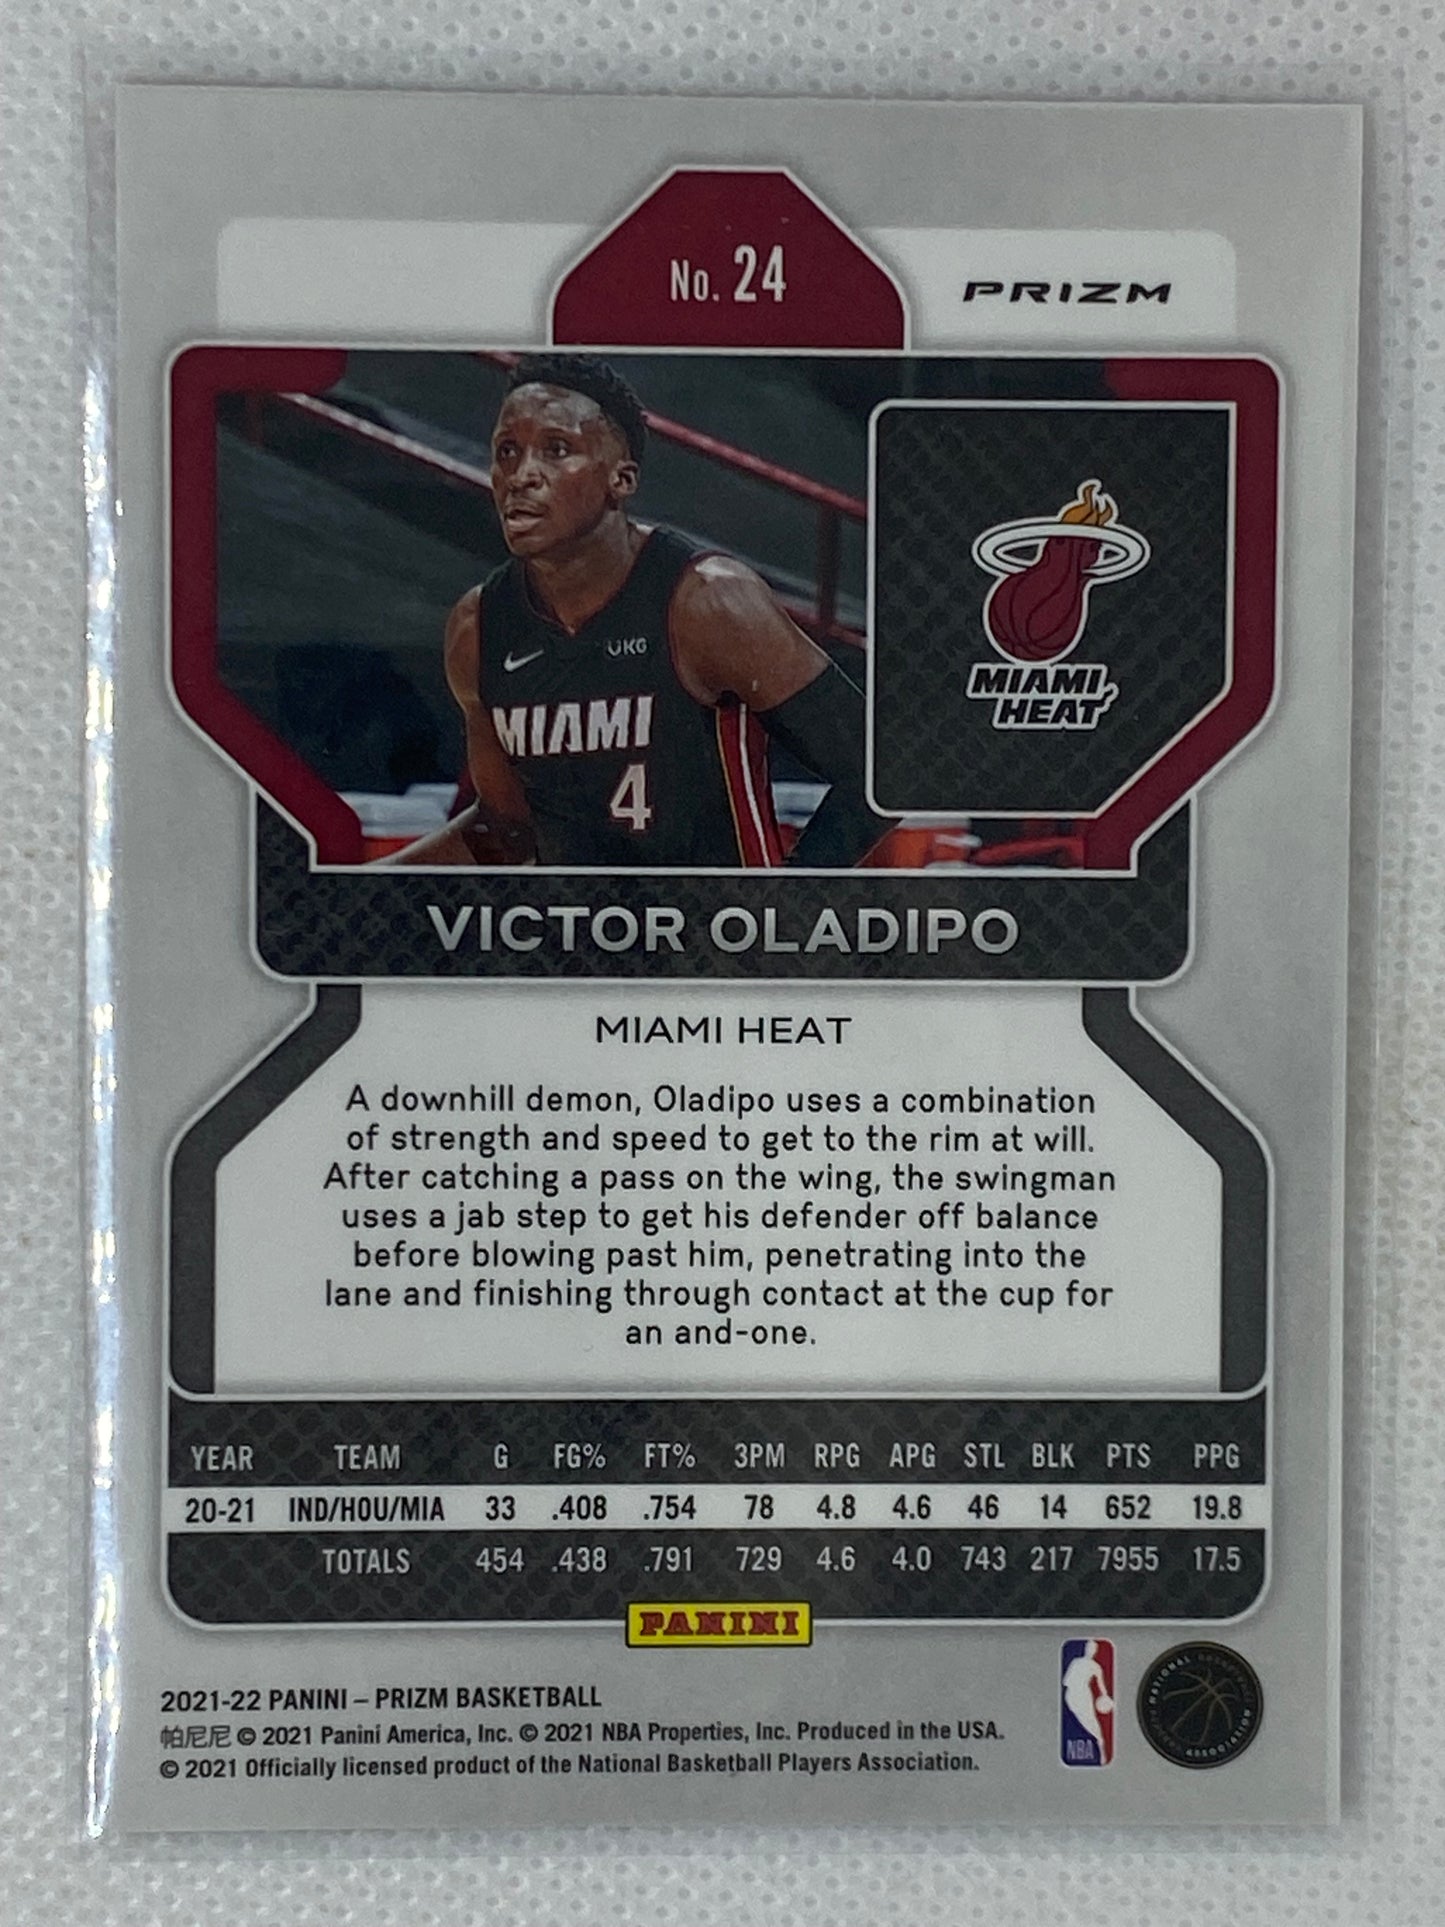 No. 24
PRIZM
UKG
MIAMI
4
MIAMI
HEAT
VICTOR OLADIPO
MIAMI HEAT
A downhill demon, Oladipo uses a combination
of strength and speed to get to the rim at will.
After catching a pass on the wing, the swingman
uses a jab step to get his defender off balance
before blowing past him, penetrating into the
lane and finishing through contact at the cup for
an and-one.
YEAR TEAM G FG% FT% 3PM RPG APG STL BLK PTS PPG
20-21 IND/HOU/MIA 33 .408 .754 78 4.8 4.6 46 14 652 19.8
TOTALS 454 .438 .791 729 4.6 4.0 743 217 7955 17.5
PANINI
2021-22 PANINI – PRIZM BASKETBALL
帕尼尼 © 2021 Panini America, Inc. © 2021 NBA Properties, Inc. Produced in the USA.
© 2021 Officially licensed product of the National Basketball Players Association.
NBA
NATIONAL BASKETBALL PLAYERS ASSOCIATION